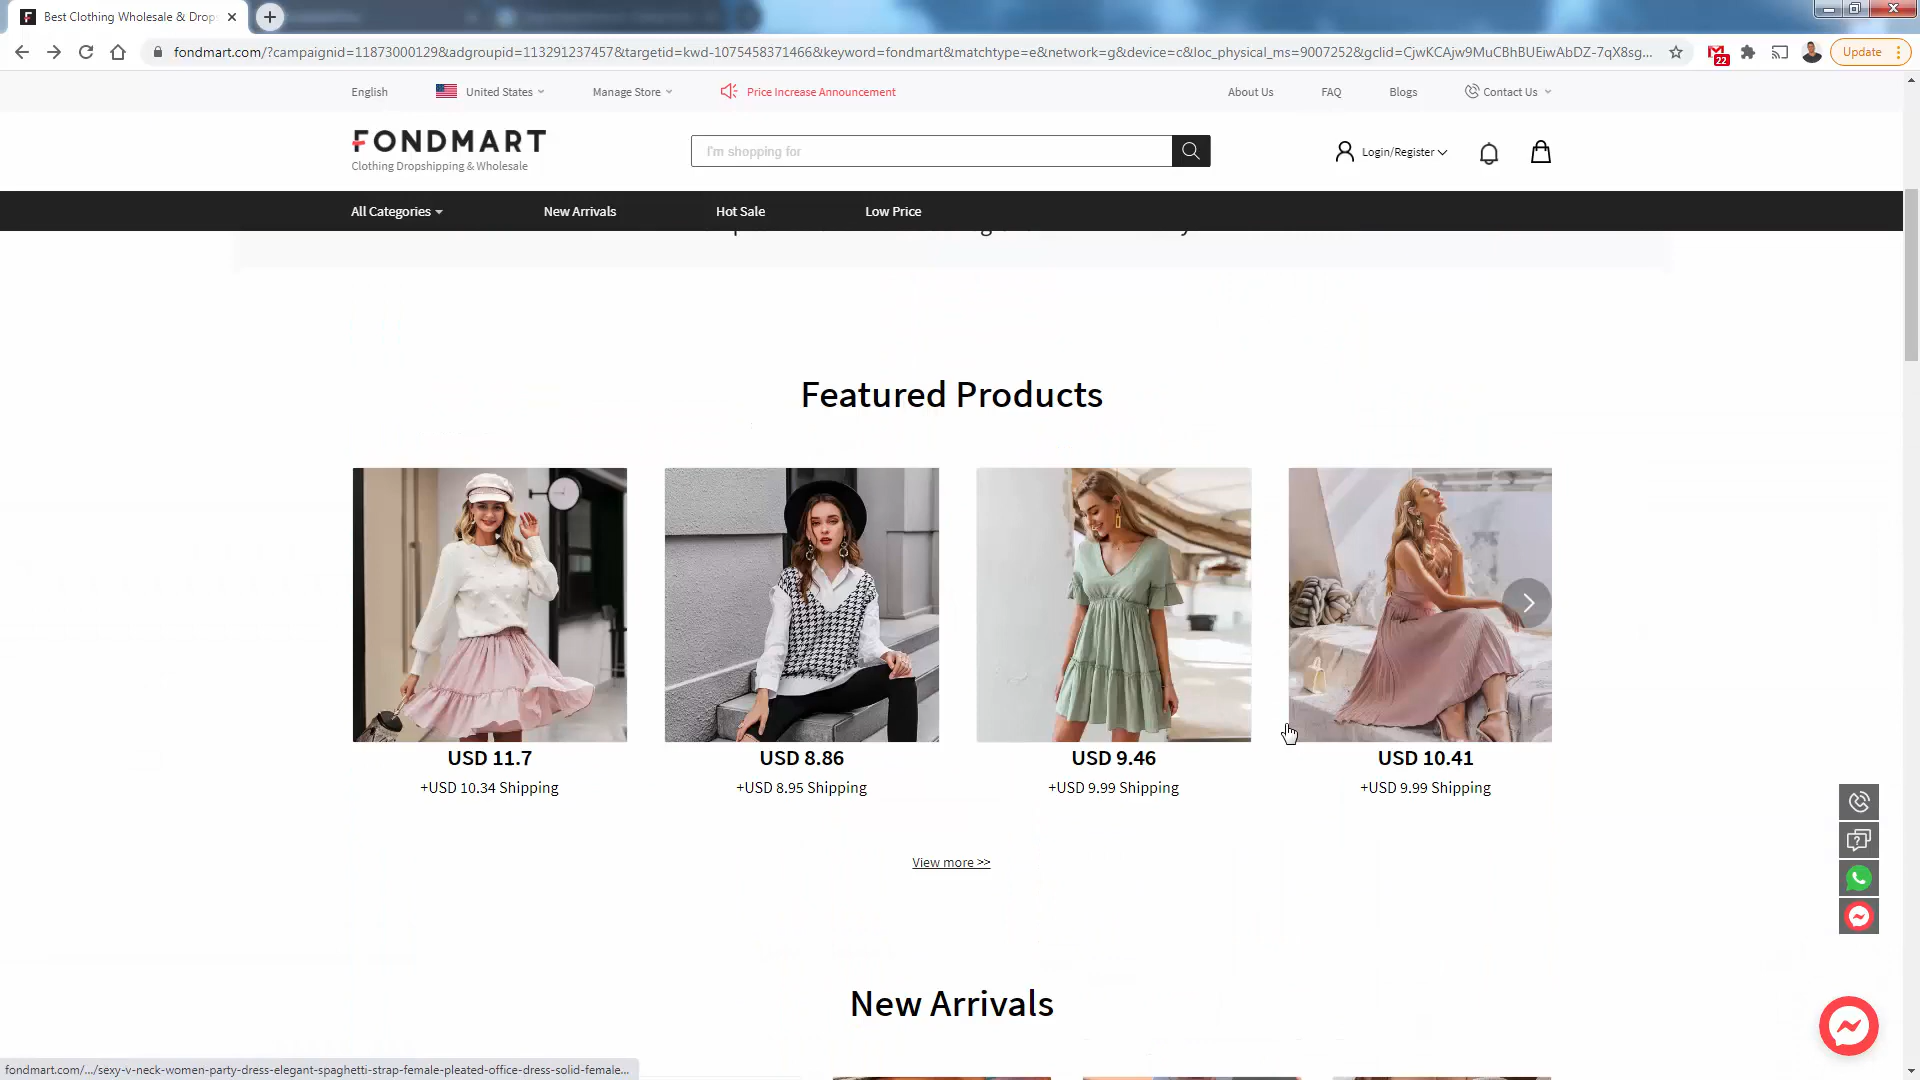 Best Clothing Wholesale & Drops
fondmart.com/?campaignid=11873000129&adgroupid=113291237457&targetid=kwd-1075458371466&keyword=fondmart&matchtype=e&network=g&device=c&loc_physical_ms=9007252&gclid=CjwKCAjw9MuCBhBUEiwAbDZ-7qX8sg...
22
Update
English
United States
Manage Store
Price Increase Announcement
About Us
FAQ
Blogs
Contact Us
FONDMART
Clothing Dropshipping & Wholesale
I'm shopping for
Login/Register
All Categories
New Arrivals
Hot Sale
Low Price
Featured Products
USD 11.7
+USD 10.34 Shipping
USD 8.86
+USD 8.95 Shipping
USD 9.46
+USD 9.99 Shipping
USD 10.41
+USD 9.99 Shipping
View more >>
New Arrivals
fondmart.com/.../sexy-v-neck-women-party-dress-elegant-spaghetti-strap-female-pleated-office-dress-solid-female...